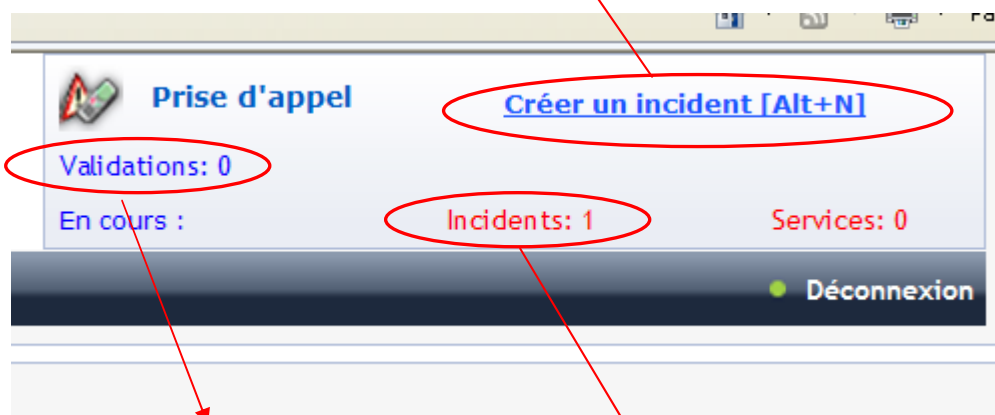 Prise d'appel
Créer un incident [Alt+N]
Validations: 0
En cours : Incidents: 1 Services: 0
Déconnexion